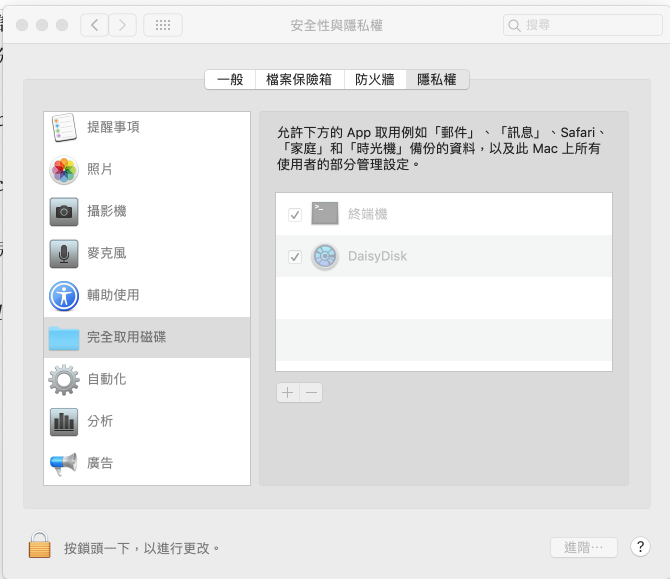 安全性與隱私權
搜尋
一般
檔案保險箱
防火牆
隱私權
提醒事項
照片
攝影機
麥克風
輔助使用
完全取用磁碟
自動化
分析
廣告
允許下方的 App 取用例如「郵件」、「訊息」、Safari、
「家庭」和「時光機」備份的資料，以及此 Mac 上所有
使用者的部分管理設定。
終端機
DaisyDisk
按鎖頭一下，以進行更改。
進階⋯
?